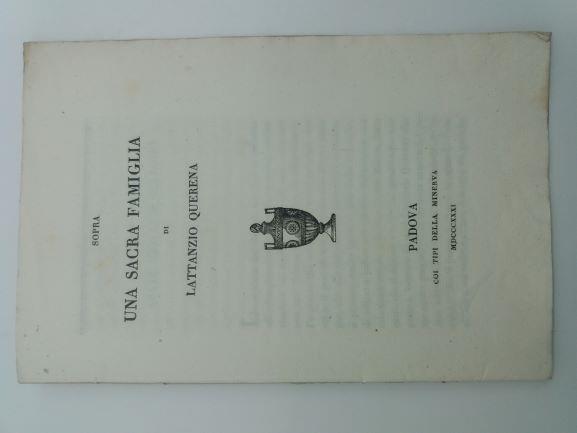 SOPRA
UNA SACRA FAMIGLIA
DI
LATTANZIO QUERENA
PADOVA
COI TIPI DELLA MINERVA
MDCCCXXXI